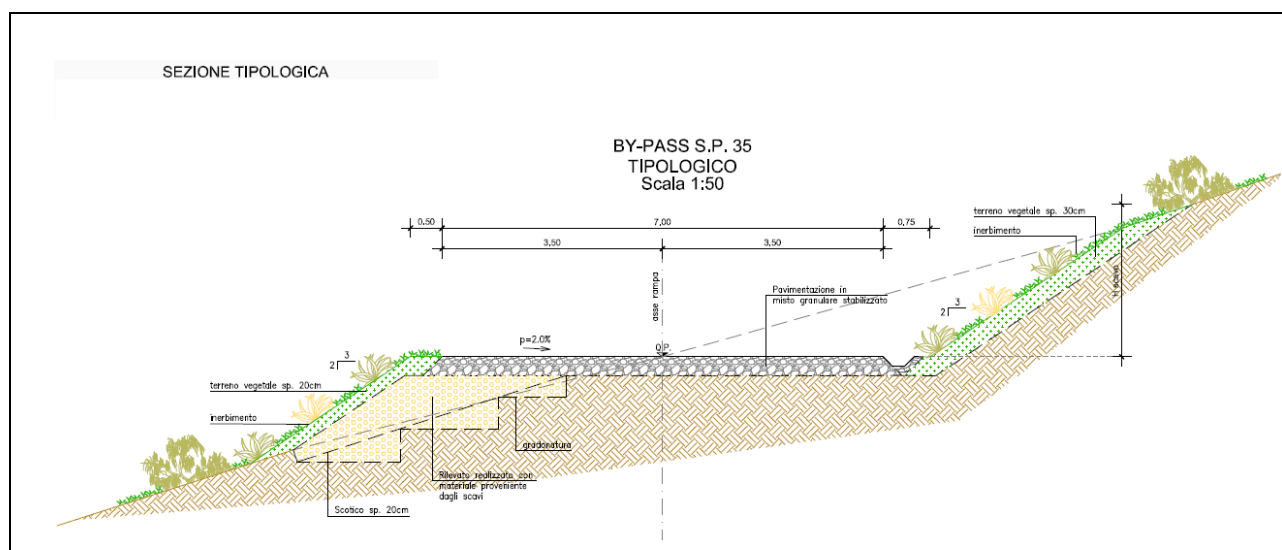 SEZIONE TIPOLOGICA
BY-PASS S.P. 35
TIPOLOGICO
Scala 1:50
0,50
7,00
0,75
3,50
3,50
terreno vegetale sp. 30cm
inerbimento
H scavo
asse rampa
Pavimentazione in
misto granulare stabilizzato
3
2
p=2.0%
Q.P.
3
2
terreno vegetale sp. 20cm
inerbimento
gradonatura
Rilevato realizzato con
materiale proveniente
dagli scavi
Scotico sp. 20cm